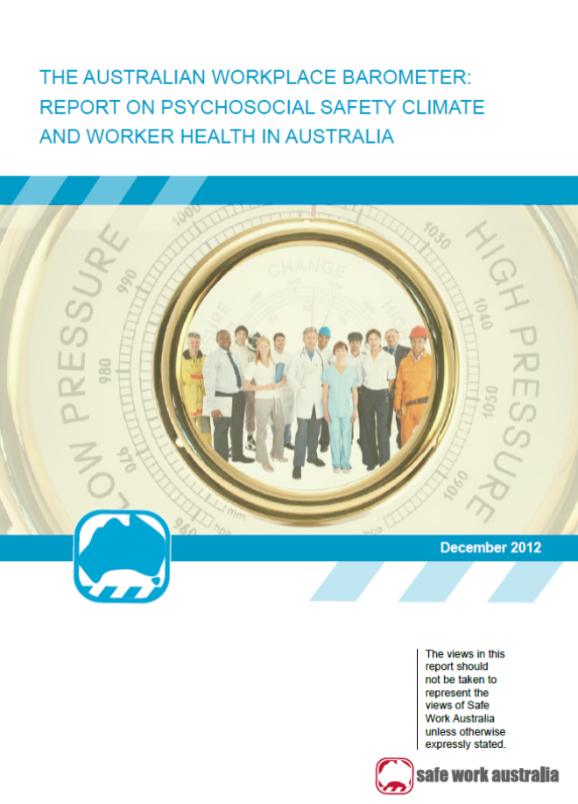 THE AUSTRALIAN WORKPLACE BAROMETER:
REPORT ON PSYCHOSOCIAL SAFETY CLIMATE
AND WORKER HEALTH IN AUSTRALIA
LOW PRESSURE
HIGH PRESSURE
CHANGE
960
970
980
990
1000
1030
1040
1050
1060
mm.
December 2012
The views in this
report should
not be taken to
represent the
views of Safe
Work Australia
unless otherwise
expressly stated.
safe work australia